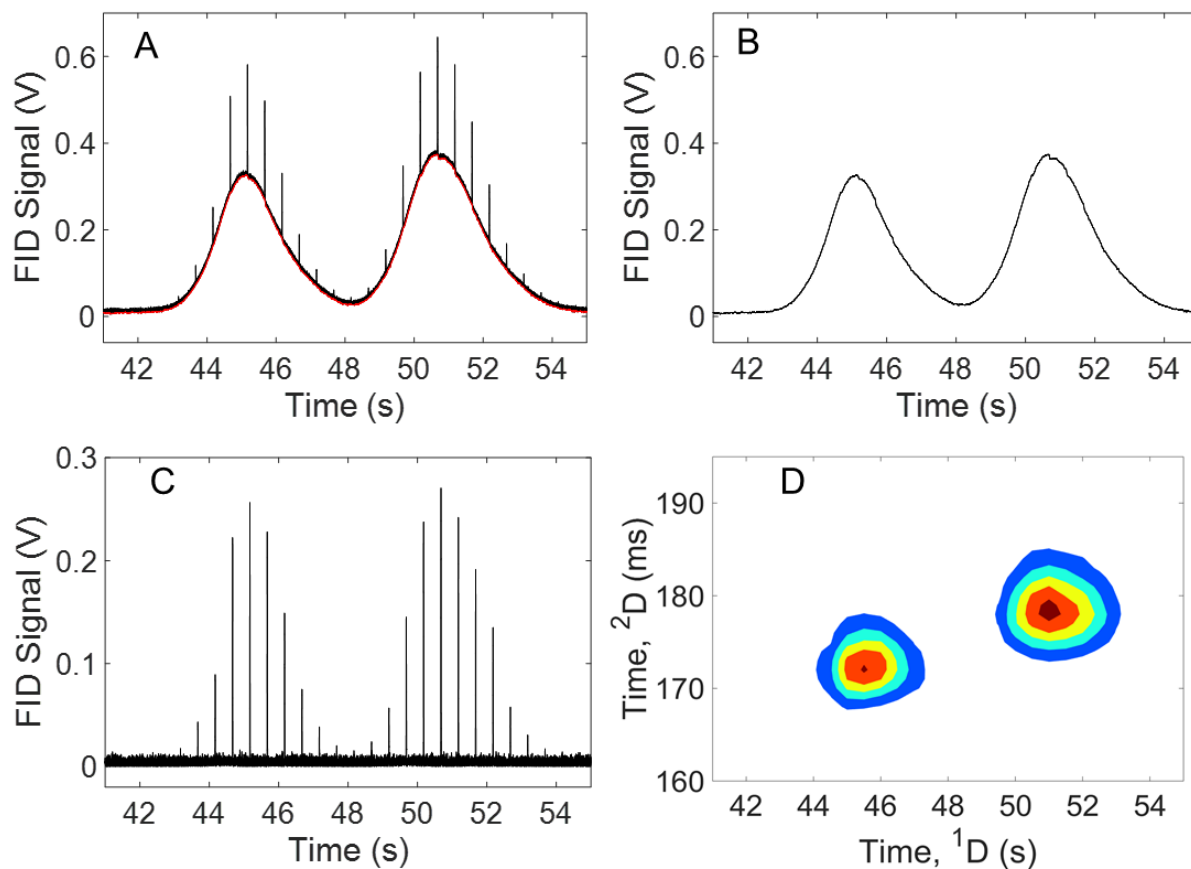 A
FID Signal (V)
0.6
0.4
0.2
0
42 44 46 48 50 52 54
Time (s)
B
FID Signal (V)
0.6
0.4
0.2
0
42 44 46 48 50 52 54
Time (s)
C
FID Signal (V)
0.3
0.2
0.1
0
42 44 46 48 50 52 54
Time (s)
D
Time, ²D (ms)
190
180
170
160
42 44 46 48 50 52 54
Time, ¹D (s)